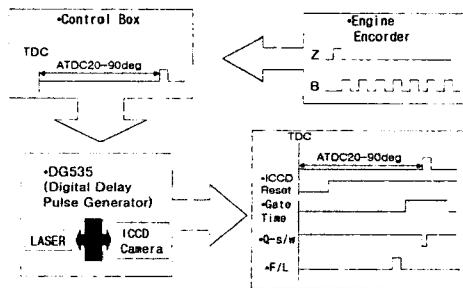 •Control Box
TDC
ATDC20-90deg
•Engine
Encorder
Z
B
•DG535
(Digital Delay
Pulse Generator)
LASER
ICCD
Camera
TDC
ATDC20-90deg
•ICCD
Reset
•Gate
Time
•Q-s/w
•F/L